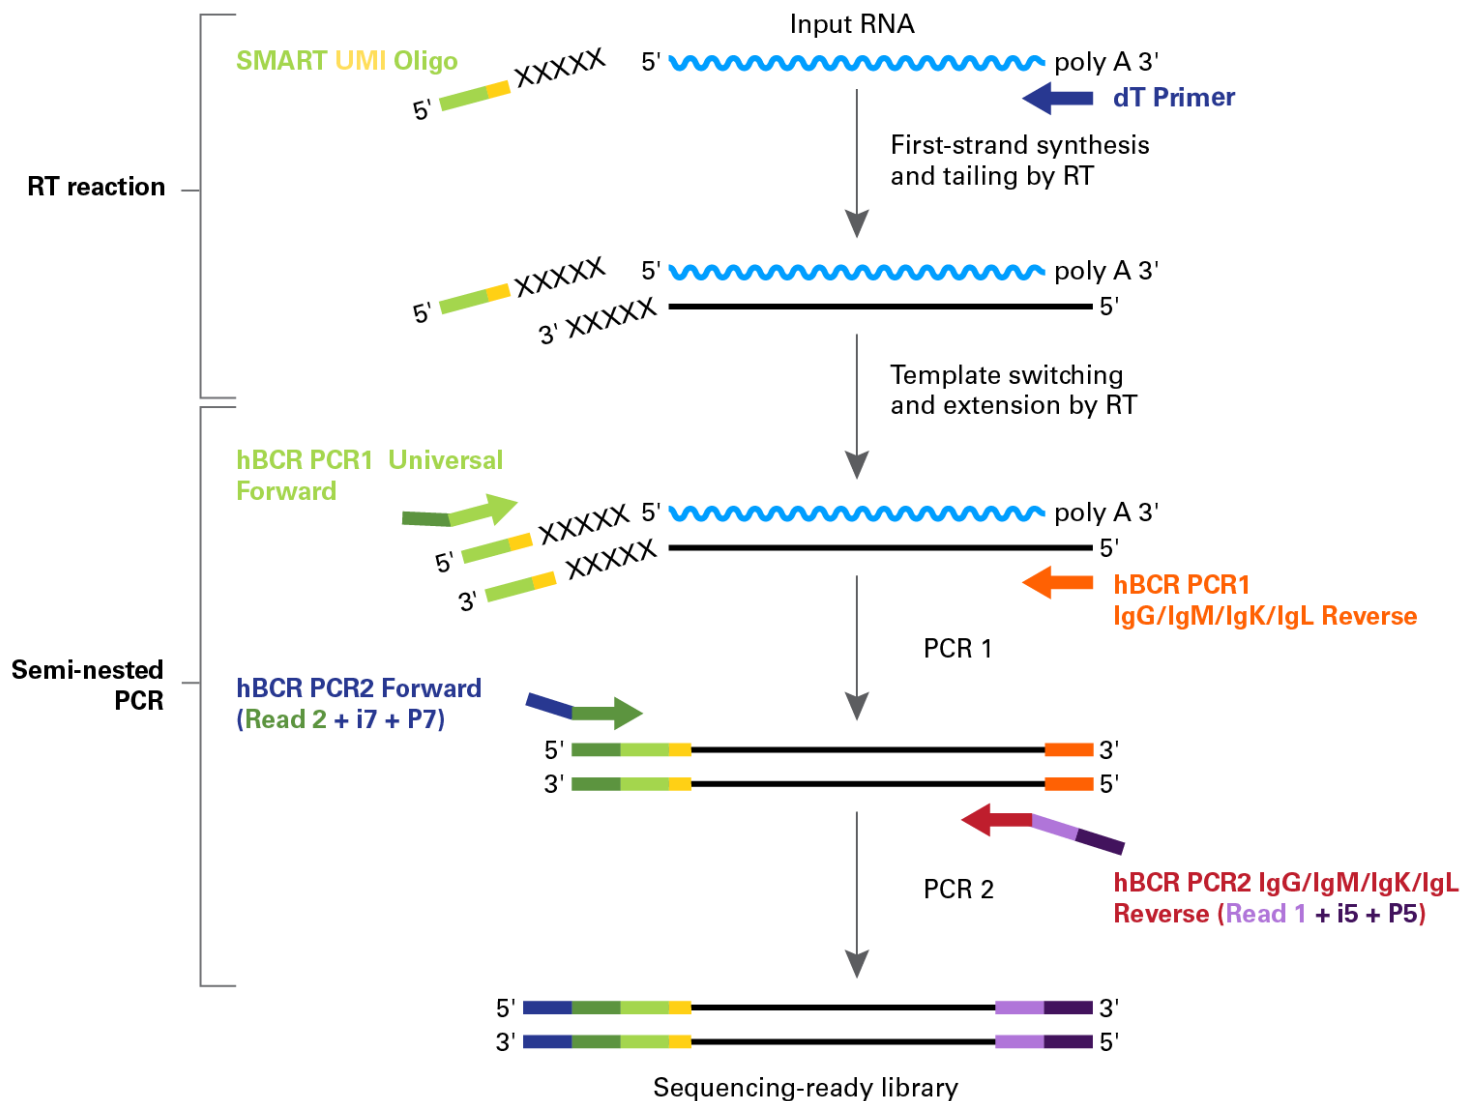 Input RNA
SMART UMI Oligo
XXXXX
5'
5'
poly A 3'
dT Primer
First-strand synthesis
and tailing by RT
RT reaction
XXXXX
5'
5'
poly A 3'
3' XXXXX
5'
Template switching
and extension by RT
hBCR PCR1 Universal
Forward
XXXXX
5'
5'
poly A 3'
XXXXX
3'
5'
hBCR PCR1
IgG/IgM/IgK/IgL Reverse
PCR 1
Semi-nested
PCR
hBCR PCR2 Forward
(Read 2 + i7 + P7)
5' 3'
3' 5'
PCR 2
hBCR PCR2 IgG/IgM/IgK/IgL
Reverse (Read 1 + i5 + P5)
5' 3'
3' 5'
Sequencing-ready library